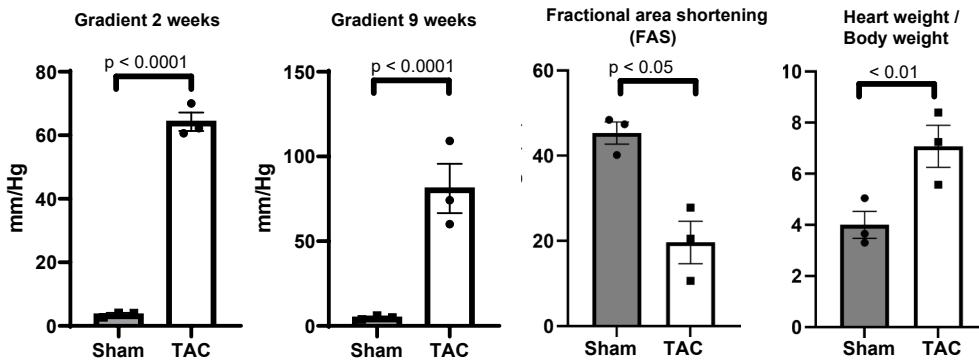 Gradient 2 weeks
p < 0.0001
80
60
40
20
0
mm/Hg
Sham TAC
Gradient 9 weeks
p < 0.0001
150
100
50
0
mm/Hg
Sham TAC
Fractional area shortening
(FAS)
p < 0.05
60
40
20
0
Sham TAC
Heart weight /
Body weight
< 0.01
10
8
6
4
2
0
Sham TAC